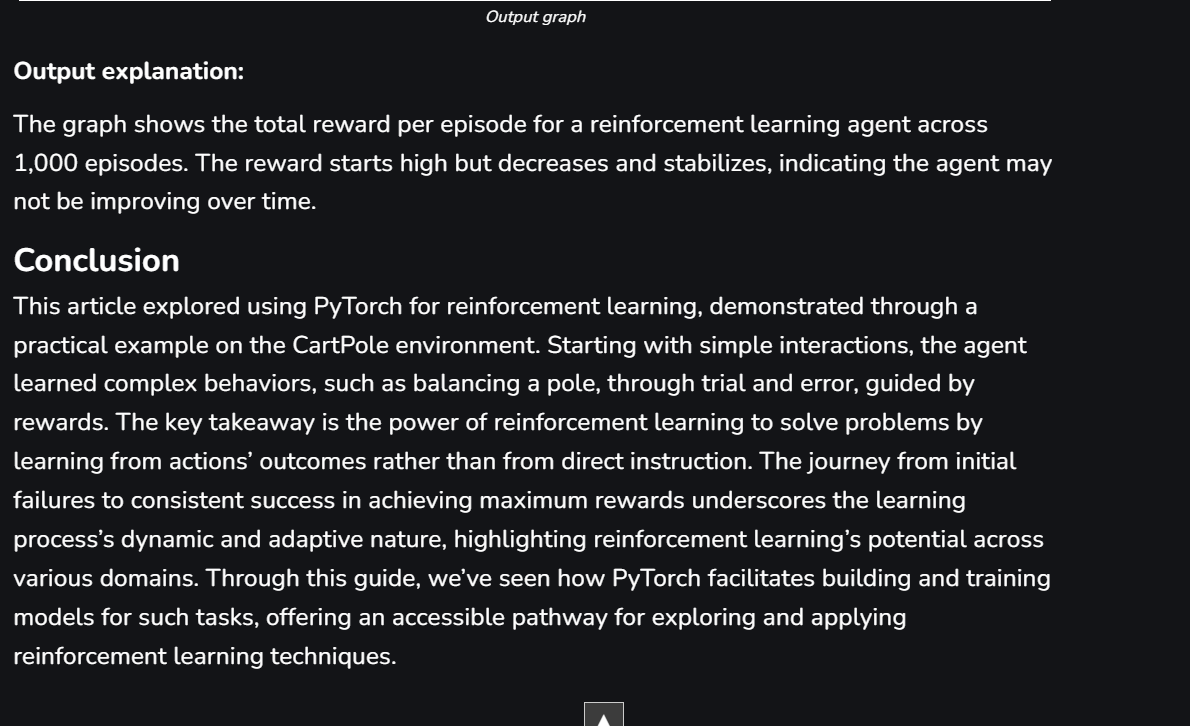 Output graph
Output explanation:
The graph shows the total reward per episode for a reinforcement learning agent across
1,000 episodes. The reward starts high but decreases and stabilizes, indicating the agent may
not be improving over time.
Conclusion
This article explored using PyTorch for reinforcement learning, demonstrated through a
practical example on the CartPole environment. Starting with simple interactions, the agent
learned complex behaviors, such as balancing a pole, through trial and error, guided by
rewards. The key takeaway is the power of reinforcement learning to solve problems by
learning from actions’ outcomes rather than from direct instruction. The journey from initial
failures to consistent success in achieving maximum rewards underscores the learning
process’s dynamic and adaptive nature, highlighting reinforcement learning’s potential across
various domains. Through this guide, we’ve seen how PyTorch facilitates building and training
models for such tasks, offering an accessible pathway for exploring and applying
reinforcement learning techniques.